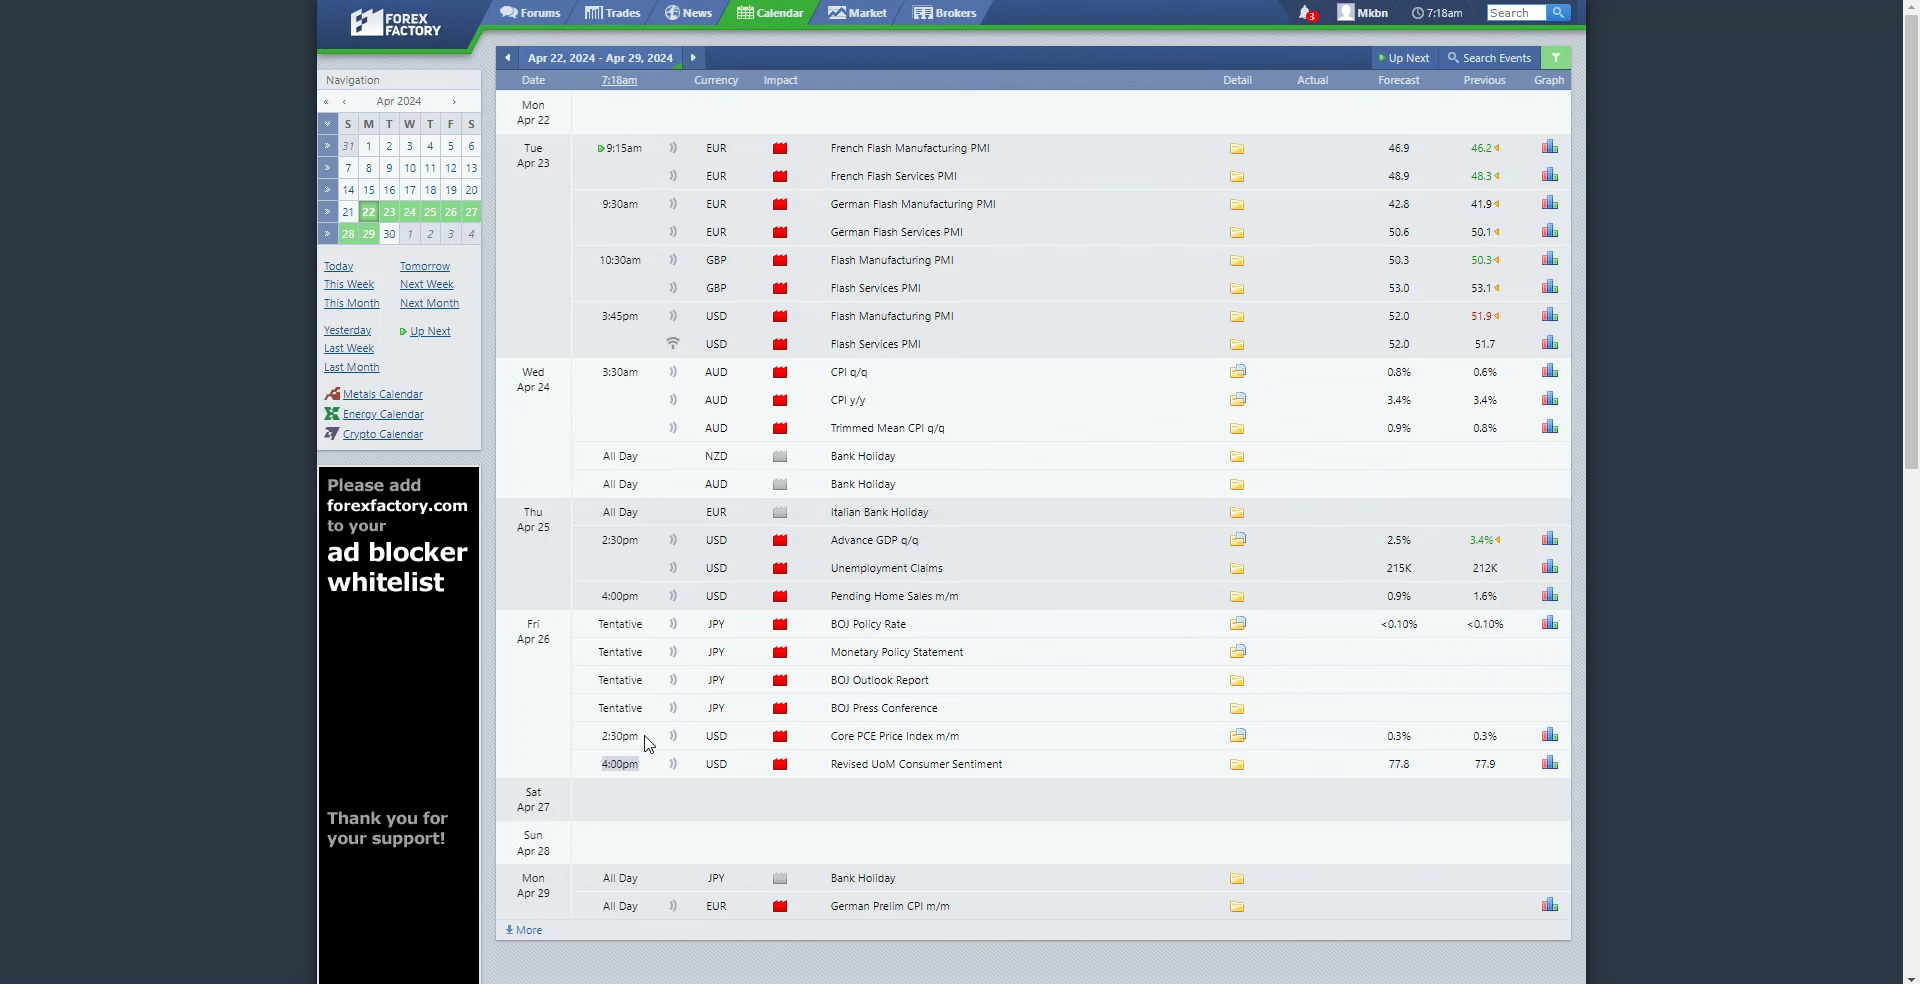 FOREX
FACTORY
Forums
Trades
News
Calendar
Market
Brokers
3
Mkbn
7:18am
Search
Navigation
« ‹ Apr 2024 ›
S M T W T F S
31 1 2 3 4 5 6
7 8 9 10 11 12 13
14 15 16 17 18 19 20
21 22 23 24 25 26 27
28 29 30 1 2 3 4
Today Tomorrow
This Week Next Week
This Month Next Month
Yesterday Up Next
Last Week
Last Month
Metals Calendar
Energy Calendar
Crypto Calendar
Please add
forexfactory.com
to your
ad blocker
whitelist
Thank you for
your support!
Apr 22, 2024 - Apr 29, 2024 Up Next Search Events
Date 7:18am Currency Impact Detail Actual Forecast Previous Graph
Mon
Apr 22
Tue
Apr 23
9:15am EUR French Flash Manufacturing PMI 46.9 46.2
EUR French Flash Services PMI 48.9 48.3
9:30am EUR German Flash Manufacturing PMI 42.8 41.9
EUR German Flash Services PMI 50.6 50.1
10:30am GBP Flash Manufacturing PMI 50.3 50.3
GBP Flash Services PMI 53.0 53.1
3:45pm USD Flash Manufacturing PMI 52.0 51.9
USD Flash Services PMI 52.0 51.7
Wed
Apr 24
3:30am AUD CPI q/q 0.8% 0.6%
AUD CPI y/y 3.4% 3.4%
AUD Trimmed Mean CPI q/q 0.9% 0.8%
All Day NZD Bank Holiday
All Day AUD Bank Holiday
Thu
Apr 25
All Day EUR Italian Bank Holiday
2:30pm USD Advance GDP q/q 2.5% 3.4%
USD Unemployment Claims 215K 212K
4:00pm USD Pending Home Sales m/m 0.9% 1.6%
Fri
Apr 26
Tentative JPY BOJ Policy Rate <0.10% <0.10%
Tentative JPY Monetary Policy Statement
Tentative JPY BOJ Outlook Report
Tentative JPY BOJ Press Conference
2:30pm USD Core PCE Price Index m/m 0.3% 0.3%
4:00pm USD Revised UoM Consumer Sentiment 77.8 77.9
Sat
Apr 27
Sun
Apr 28
Mon
Apr 29
All Day JPY Bank Holiday
All Day EUR German Prelim CPI m/m
More